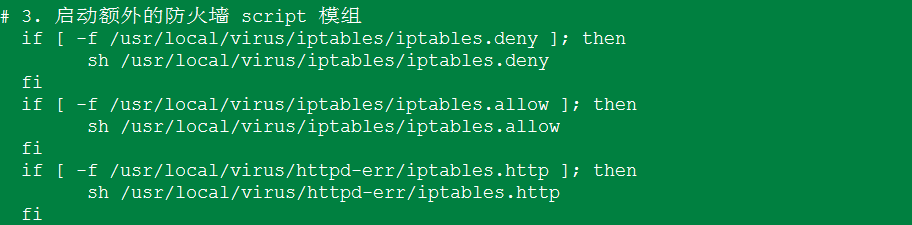 # 3. 启动额外的防火墙 script 模组
if [ -f /usr/local/virus/iptables/iptables.deny ]; then
sh /usr/local/virus/iptables/iptables.deny
fi
if [ -f /usr/local/virus/iptables/iptables.allow ]; then
sh /usr/local/virus/iptables/iptables.allow
fi
if [ -f /usr/local/virus/httpd-err/iptables.http ]; then
sh /usr/local/virus/httpd-err/iptables.http
fi